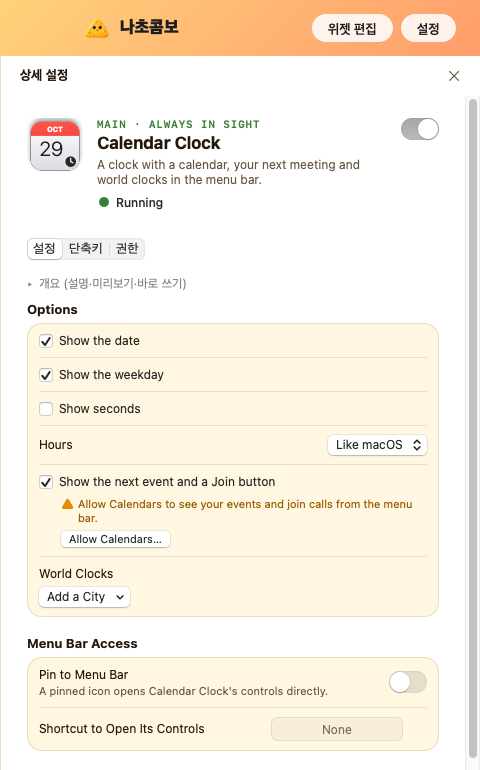 나초콤보
위젯 편집
설정
상세 설정
OCT
29
MAIN · ALWAYS IN SIGHT
Calendar Clock
A clock with a calendar, your next meeting and
world clocks in the menu bar.
Running
설정
단축키
권한
개요 (설명·미리보기·바로 쓰기)
Options
Show the date
Show the weekday
Show seconds
Hours
Like macOS
Show the next event and a Join button
Allow Calendars to see your events and join calls from the menu
bar.
Allow Calendars...
World Clocks
Add a City
Menu Bar Access
Pin to Menu Bar
A pinned icon opens Calendar Clock's controls directly.
Shortcut to Open Its Controls
None